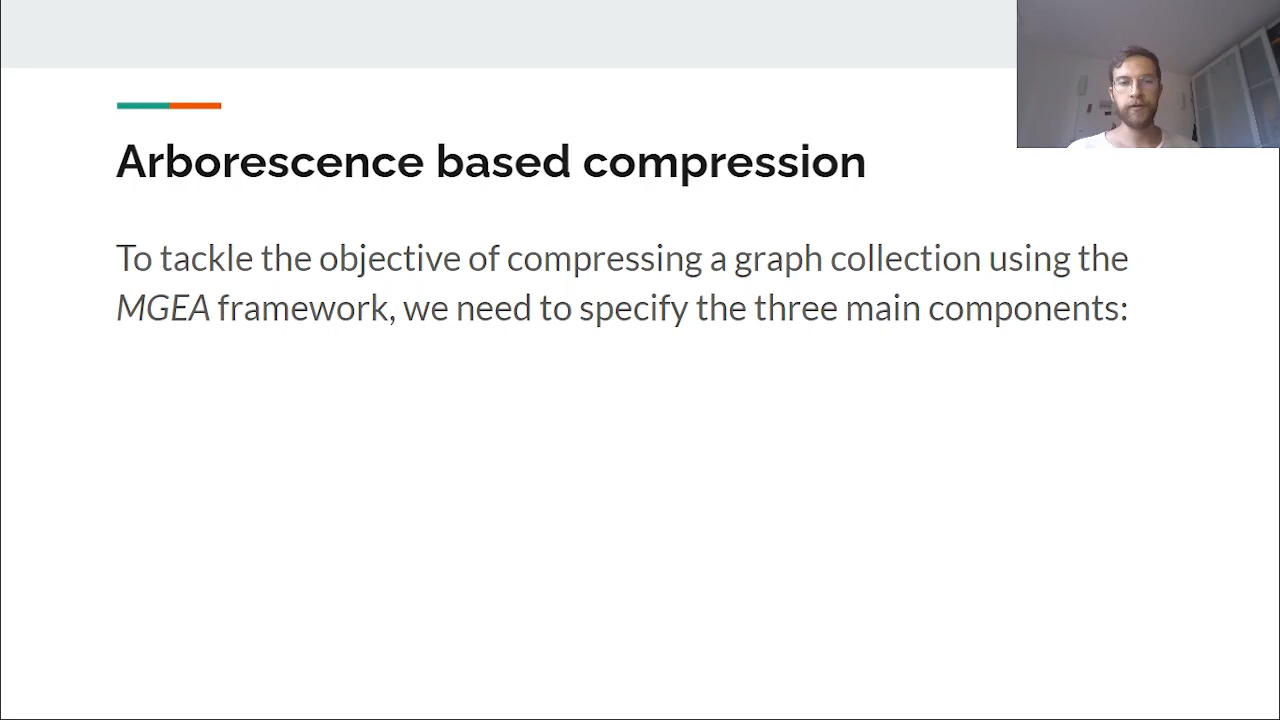 Arborescence based compression
To tackle the objective of compressing a graph collection using the
MGEA framework, we need to specify the three main components: